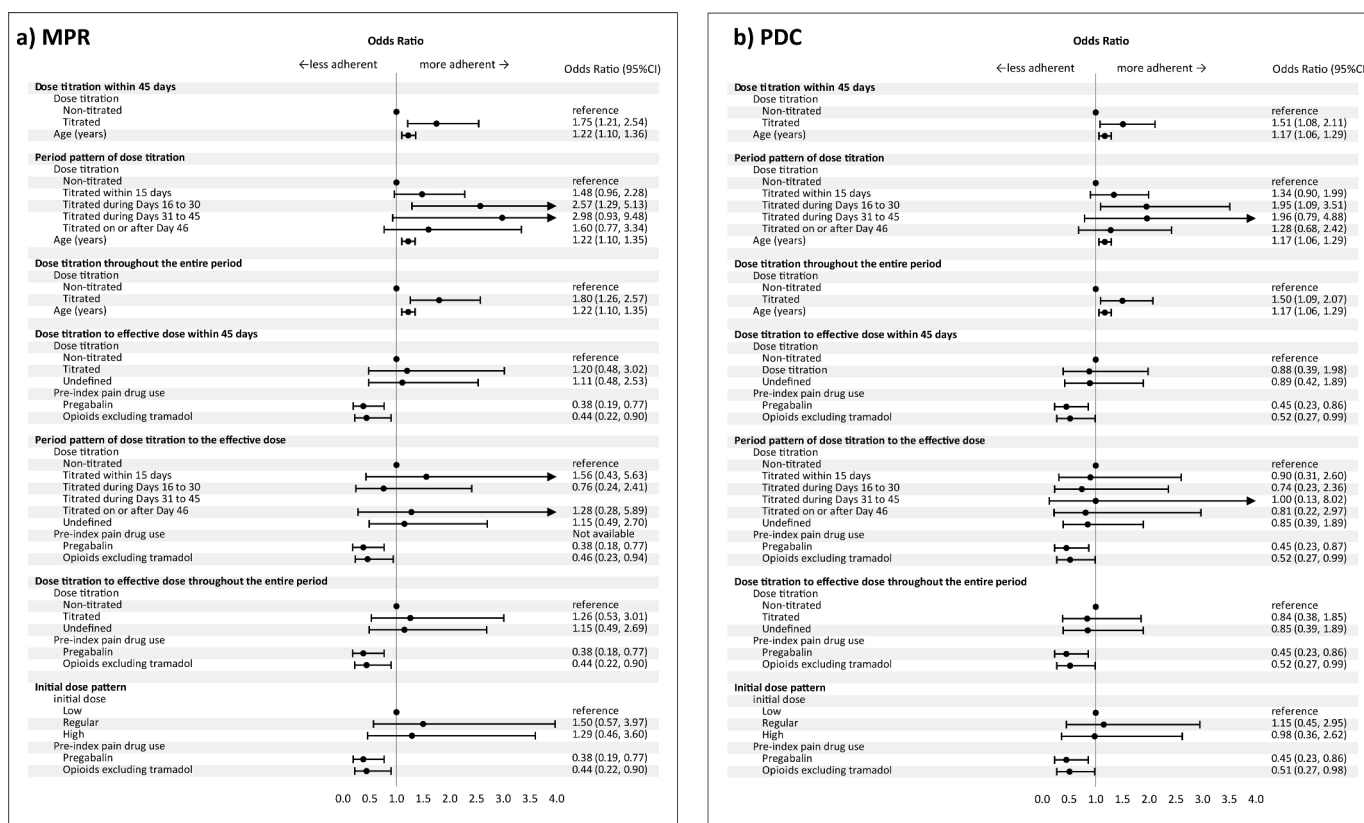 a) MPR
Odds Ratio
←less adherent more adherent →
Odds Ratio (95%CI)
Dose titration within 45 days
Dose titration
Non-titrated reference
Titrated 1.75 (1.21, 2.54)
Age (years) 1.22 (1.10, 1.36)
Period pattern of dose titration
Dose titration
Non-titrated reference
Titrated within 15 days 1.48 (0.96, 2.28)
Titrated during Days 16 to 30 2.57 (1.29, 5.13)
Titrated during Days 31 to 45 2.98 (0.93, 9.48)
Titrated on or after Day 46 1.60 (0.77, 3.34)
Age (years) 1.22 (1.10, 1.35)
Dose titration throughout the entire period
Dose titration
Non-titrated reference
Titrated 1.80 (1.26, 2.57)
Age (years) 1.22 (1.10, 1.35)
Dose titration to effective dose within 45 days
Dose titration
Non-titrated reference
Titrated 1.20 (0.48, 3.02)
Undefined 1.11 (0.48, 2.53)
Pre-index pain drug use
Pregabalin 0.38 (0.19, 0.77)
Opioids excluding tramadol 0.44 (0.22, 0.90)
Period pattern of dose titration to the effective dose
Dose titration
Non-titrated reference
Titrated within 15 days 1.56 (0.43, 5.63)
Titrated during Days 16 to 30 0.76 (0.24, 2.41)
Titrated during Days 31 to 45
Titrated on or after Day 46 1.28 (0.28, 5.89)
Undefined 1.15 (0.49, 2.70)
Pre-index pain drug use Not available
Pregabalin 0.38 (0.18, 0.77)
Opioids excluding tramadol 0.46 (0.23, 0.94)
Dose titration to effective dose throughout the entire period
Dose titration
Non-titrated reference
Titrated 1.26 (0.53, 3.01)
Undefined 1.15 (0.49, 2.69)
Pre-index pain drug use
Pregabalin 0.38 (0.18, 0.77)
Opioids excluding tramadol 0.44 (0.22, 0.90)
Initial dose pattern
initial dose
Low reference
Regular 1.50 (0.57, 3.97)
High 1.29 (0.46, 3.60)
Pre-index pain drug use
Pregabalin 0.38 (0.19, 0.77)
Opioids excluding tramadol 0.44 (0.22, 0.90)
0.0 0.5 1.0 1.5 2.0 2.5 3.0 3.5 4.0
b) PDC
Odds Ratio
←less adherent more adherent →
Odds Ratio (95%CI
Dose titration within 45 days
Dose titration
Non-titrated reference
Titrated 1.51 (1.08, 2.11)
Age (years) 1.17 (1.06, 1.29)
Period pattern of dose titration
Dose titration
Non-titrated reference
Titrated within 15 days 1.34 (0.90, 1.99)
Titrated during Days 16 to 30 1.95 (1.09, 3.51)
Titrated during Days 31 to 45 1.96 (0.79, 4.88)
Titrated on or after Day 46 1.28 (0.68, 2.42)
Age (years) 1.17 (1.06, 1.29)
Dose titration throughout the entire period
Dose titration
Non-titrated reference
Titrated 1.50 (1.09, 2.07)
Age (years) 1.17 (1.06, 1.29)
Dose titration to effective dose within 45 days
Dose titration
Non-titrated reference
Dose titration 0.88 (0.39, 1.98)
Undefined 0.89 (0.42, 1.89)
Pre-index pain drug use
Pregabalin 0.45 (0.23, 0.86)
Opioids excluding tramadol 0.52 (0.27, 0.99)
Period pattern of dose titration to the effective dose
Dose titration
Non-titrated reference
Titrated within 15 days 0.90 (0.31, 2.60)
Titrated during Days 16 to 30 0.74 (0.23, 2.36)
Titrated during Days 31 to 45 1.00 (0.13, 8.02)
Titrated on or after Day 46 0.81 (0.22, 2.97)
Undefined 0.85 (0.39, 1.89)
Pre-index pain drug use
Pregabalin 0.45 (0.23, 0.87)
Opioids excluding tramadol 0.52 (0.27, 0.99)
Dose titration to effective dose throughout the entire period
Dose titration
Non-titrated reference
Titrated 0.84 (0.38, 1.85)
Undefined 0.85 (0.39, 1.89)
Pre-index pain drug use
Pregabalin 0.45 (0.23, 0.86)
Opioids excluding tramadol 0.52 (0.27, 0.99)
Initial dose pattern
initial dose
Low reference
Regular 1.15 (0.45, 2.95)
High 0.98 (0.36, 2.62)
Pre-index pain drug use
Pregabalin 0.45 (0.23, 0.86)
Opioids excluding tramadol 0.51 (0.27, 0.98)
0.0 0.5 1.0 1.5 2.0 2.5 3.0 3.5 4.0